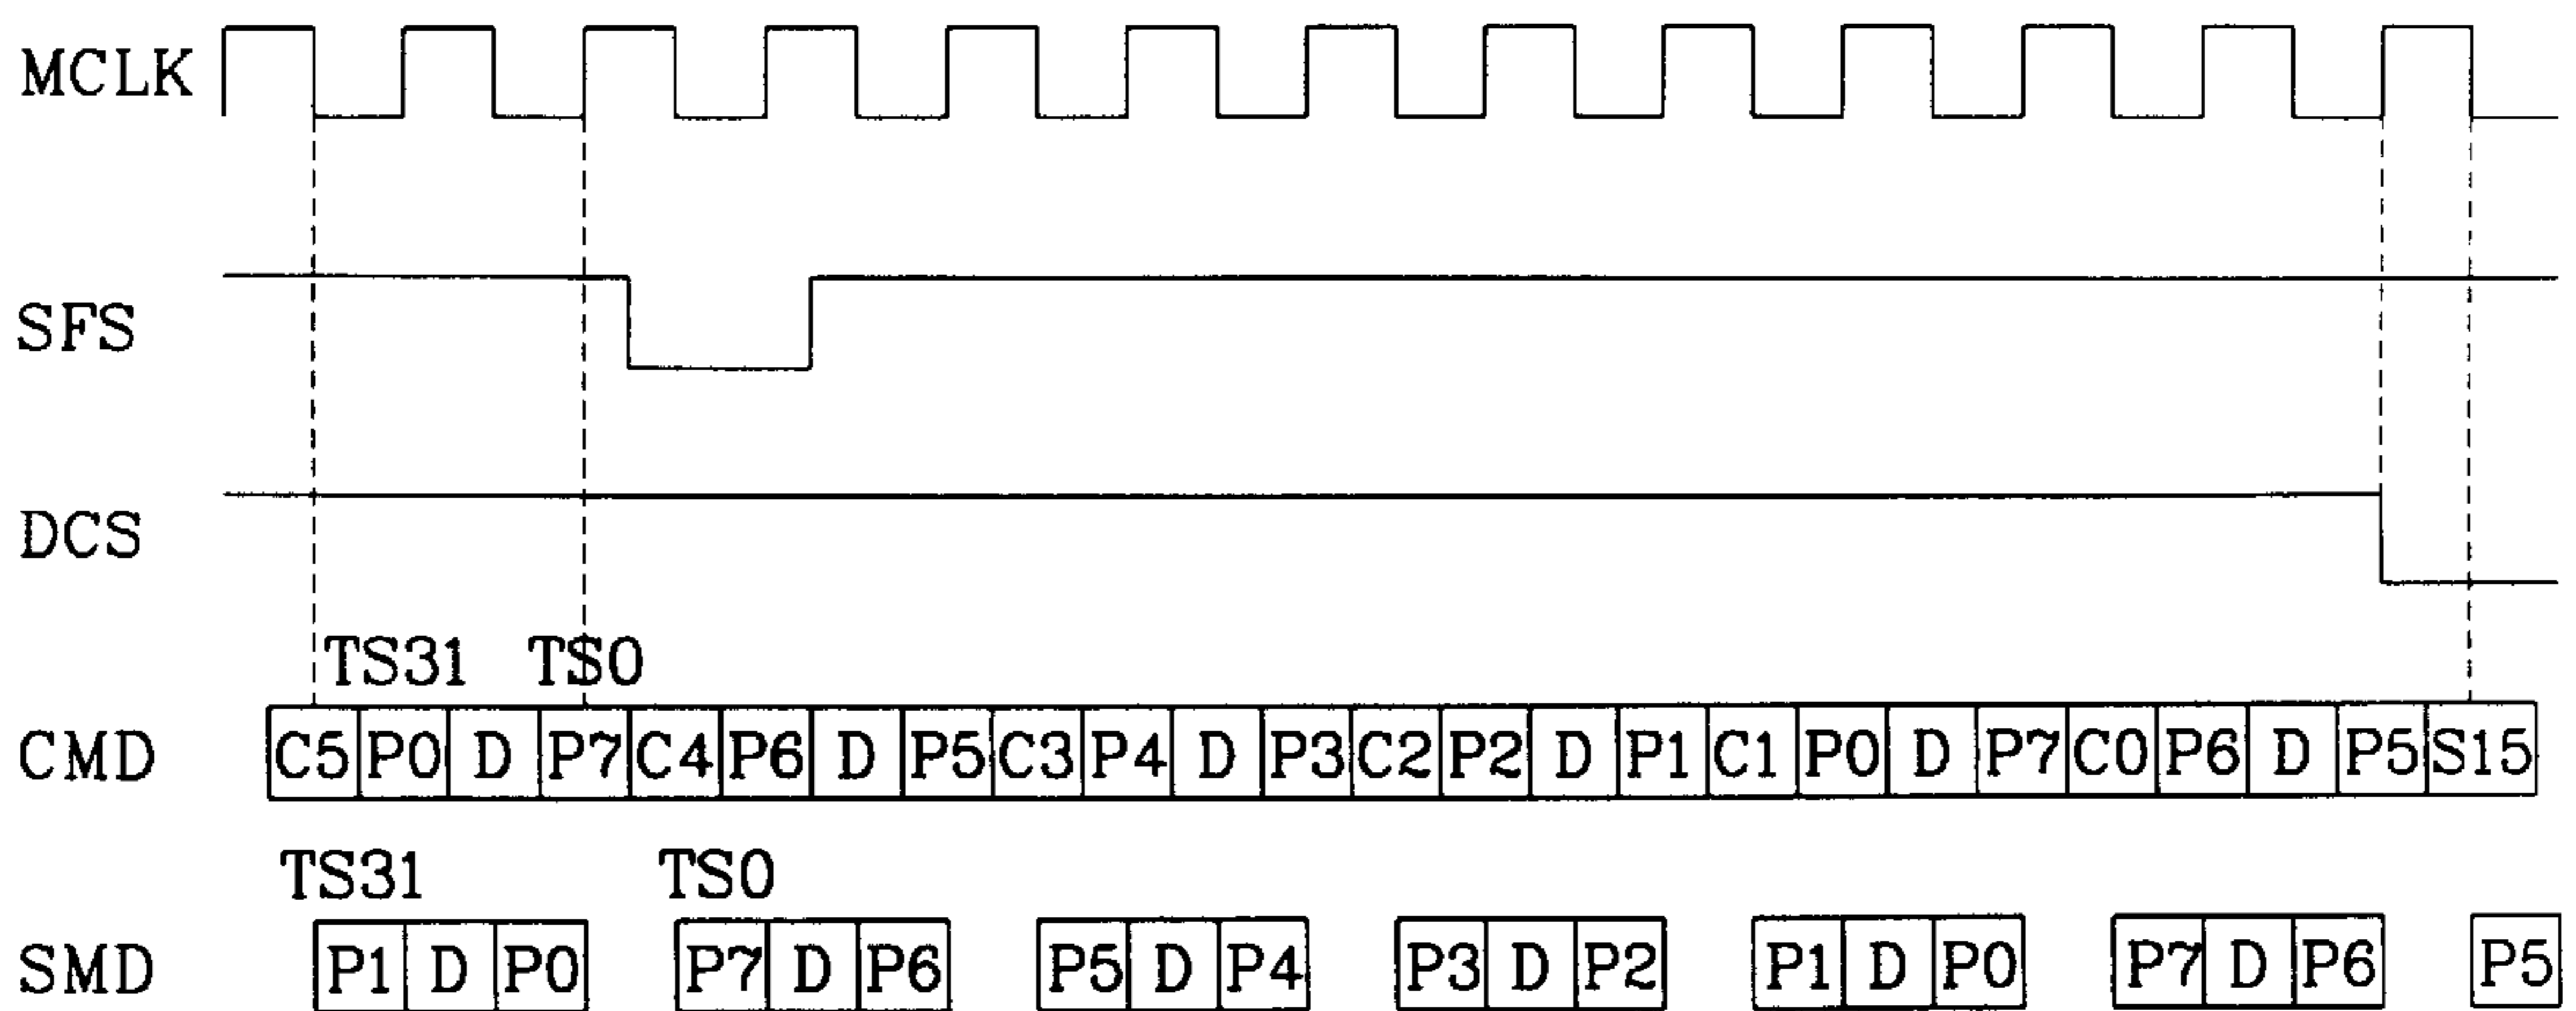 MCLK
SFS
DCS
TS31 TS0
CMD C5 P0 D P7 C4 P6 D P5 C3 P4 D P3 C2 P2 D P1 C1 P0 D P7 C0 P6 D P5 S15
TS31 TS0
SMD P1 D P0 P7 D P6 P5 D P4 P3 D P2 P1 D P0 P7 D P6 P5